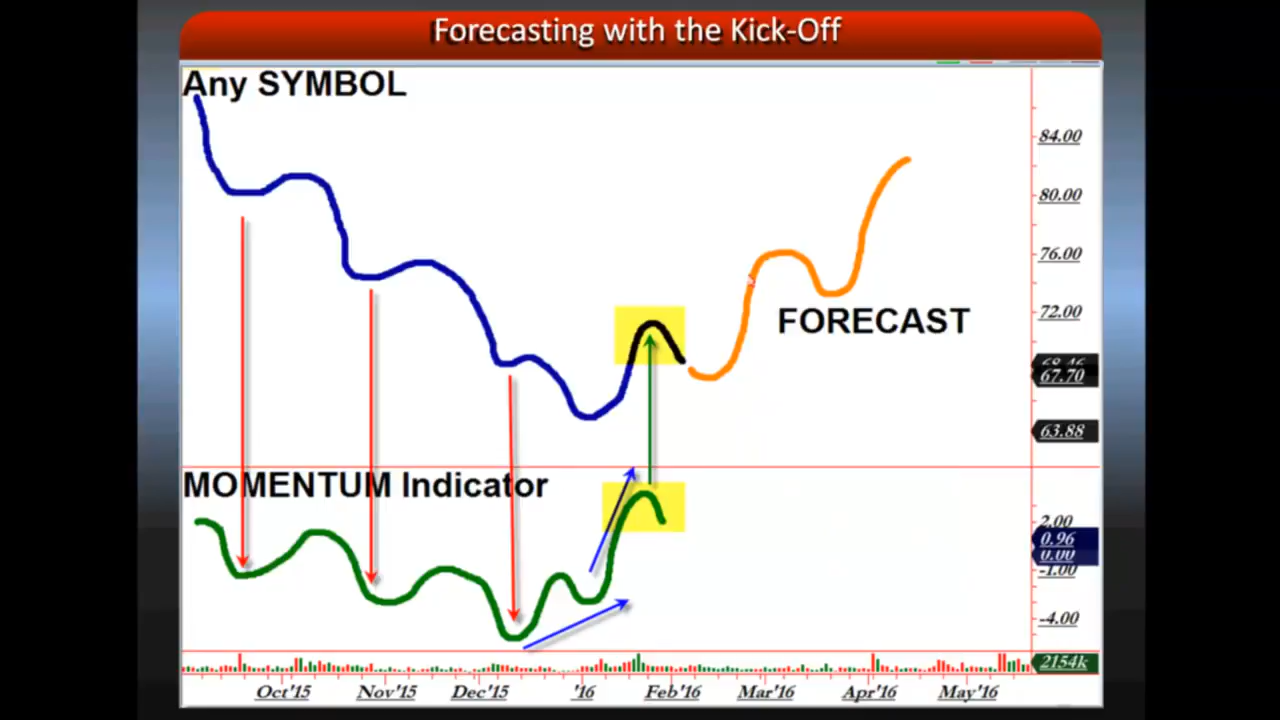 Forecasting with the Kick-Off
Any SYMBOL
84.00
80.00
76.00
FORECAST
72.00
68.46
67.70
63.88
MOMENTUM Indicator
2.00
0.96
0.00
-1.00
-4.00
2154k
Oct'15 Nov'15 Dec'15 '16 Feb'16 Mar'16 Apr'16 May'16